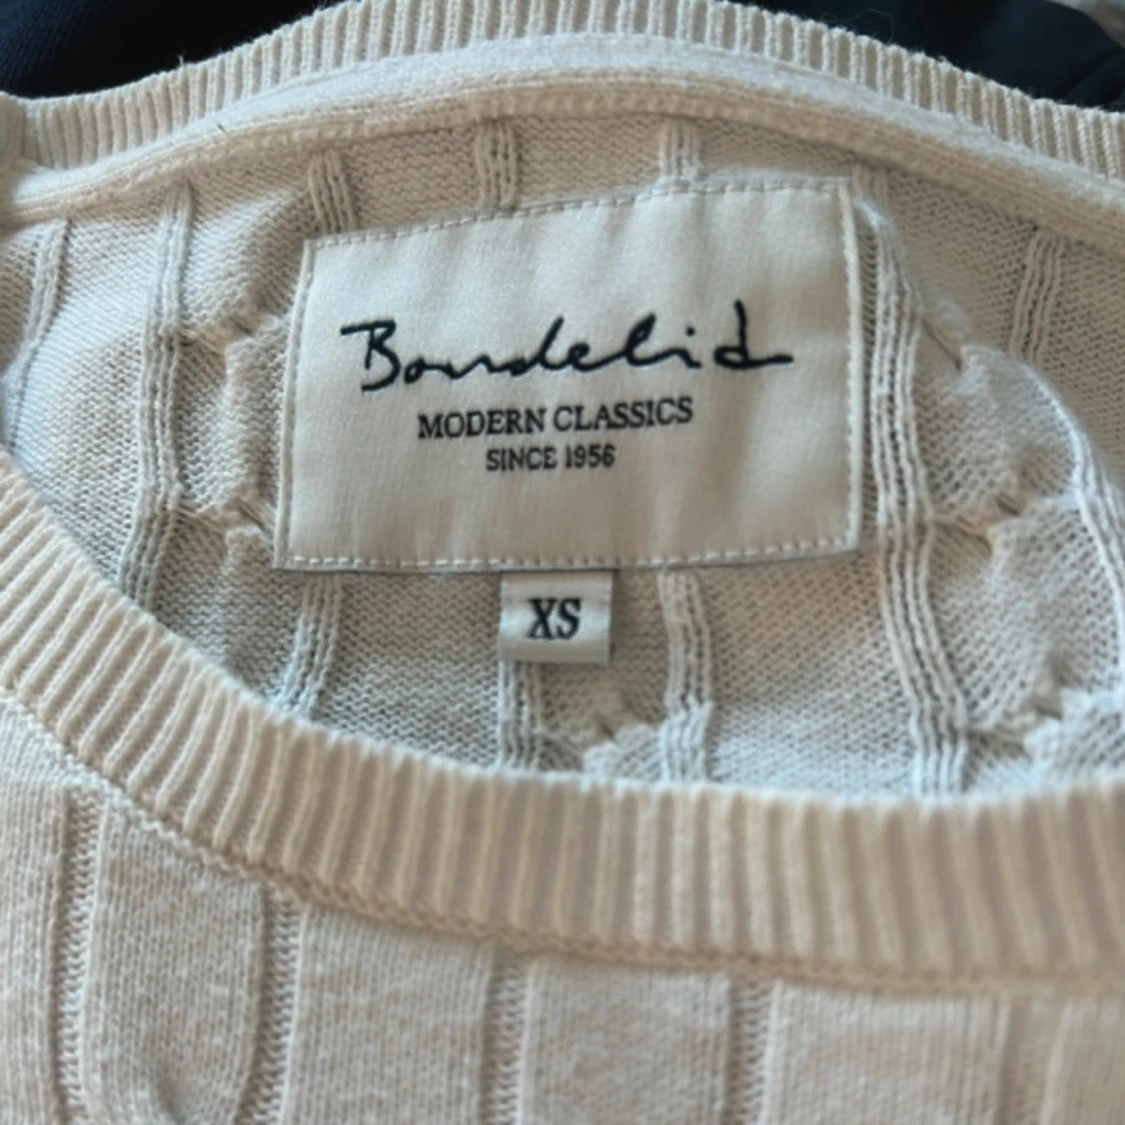 Bondelid
MODERN CLASSICS
SINCE 1956
XS